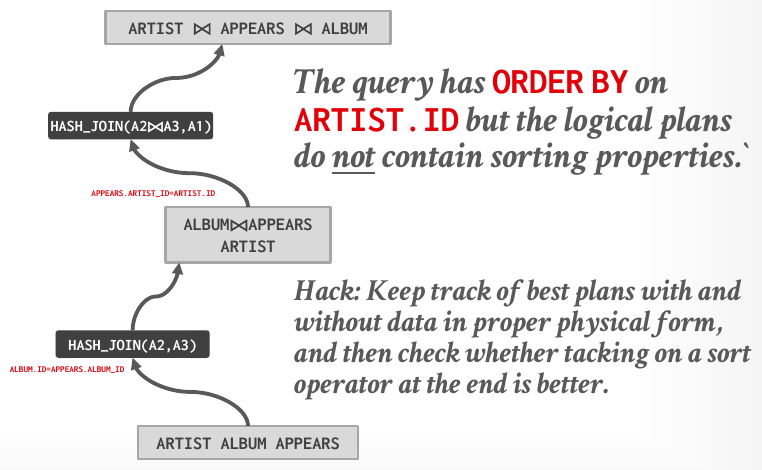 ARTIST ⋈ APPEARS ⋈ ALBUM
The query has ORDER BY on
ARTIST.ID but the logical plans
do not contain sorting properties.`
HASH_JOIN(A2⋈A3,A1)
APPEARS.ARTIST_ID=ARTIST.ID
ALBUM⋈APPEARS
ARTIST
Hack: Keep track of best plans with and
without data in proper physical form,
and then check whether tacking on a sort
operator at the end is better.
HASH_JOIN(A2,A3)
ALBUM.ID=APPEARS.ALBUM_ID
ARTIST ALBUM APPEARS